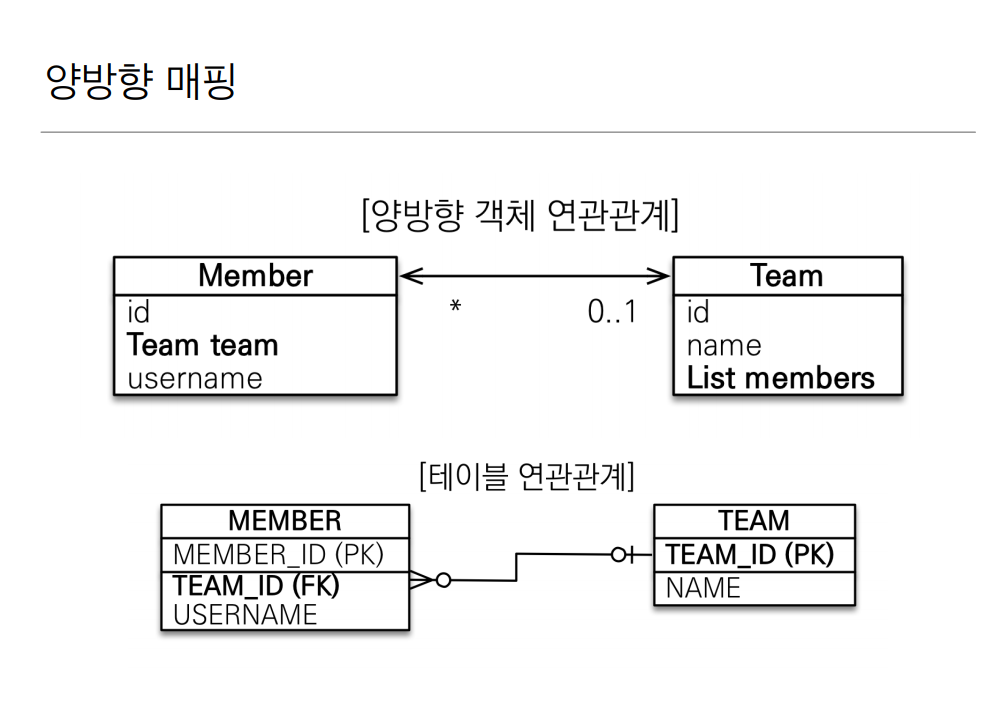 양방향 매핑
[양방향 객체 연관관계]
Member
id
Team team
username
*
0..1
Team
id
name
List members
[테이블 연관관계]
MEMBER
MEMBER_ID (PK)
TEAM_ID (FK)
USERNAME
TEAM
TEAM_ID (PK)
NAME